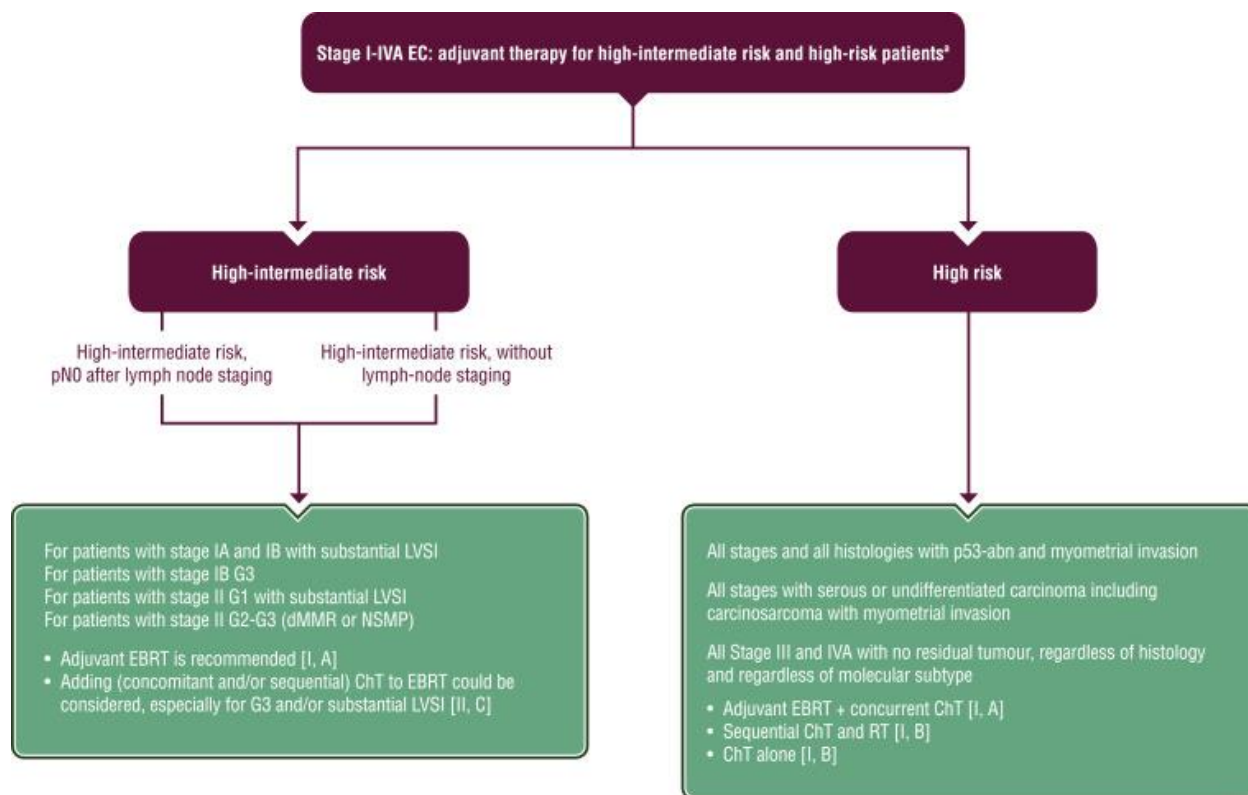 Stage I-IVA EC: adjuvant therapy for high-intermediate risk and high-risk patientsª
High-intermediate risk
High risk
High-intermediate risk,
pN0 after lymph node staging
High-intermediate risk, without
lymph-node staging
For patients with stage IA and IB with substantial LVSI
For patients with stage IB G3
For patients with stage II G1 with substantial LVSI
For patients with stage II G2-G3 (dMMR or NSMP)
• Adjuvant EBRT is recommended [I, A]
• Adding (concomitant and/or sequential) ChT to EBRT could be
considered, especially for G3 and/or substantial LVSI [II, C]
All stages and all histologies with p53-abn and myometrial invasion
All stages with serous or undifferentiated carcinoma including
carcinosarcoma with myometrial invasion
All Stage III and IVA with no residual tumour, regardless of histology
and regardless of molecular subtype
• Adjuvant EBRT + concurrent ChT [I, A]
• Sequential ChT and RT [I, B]
• ChT alone [I, B]